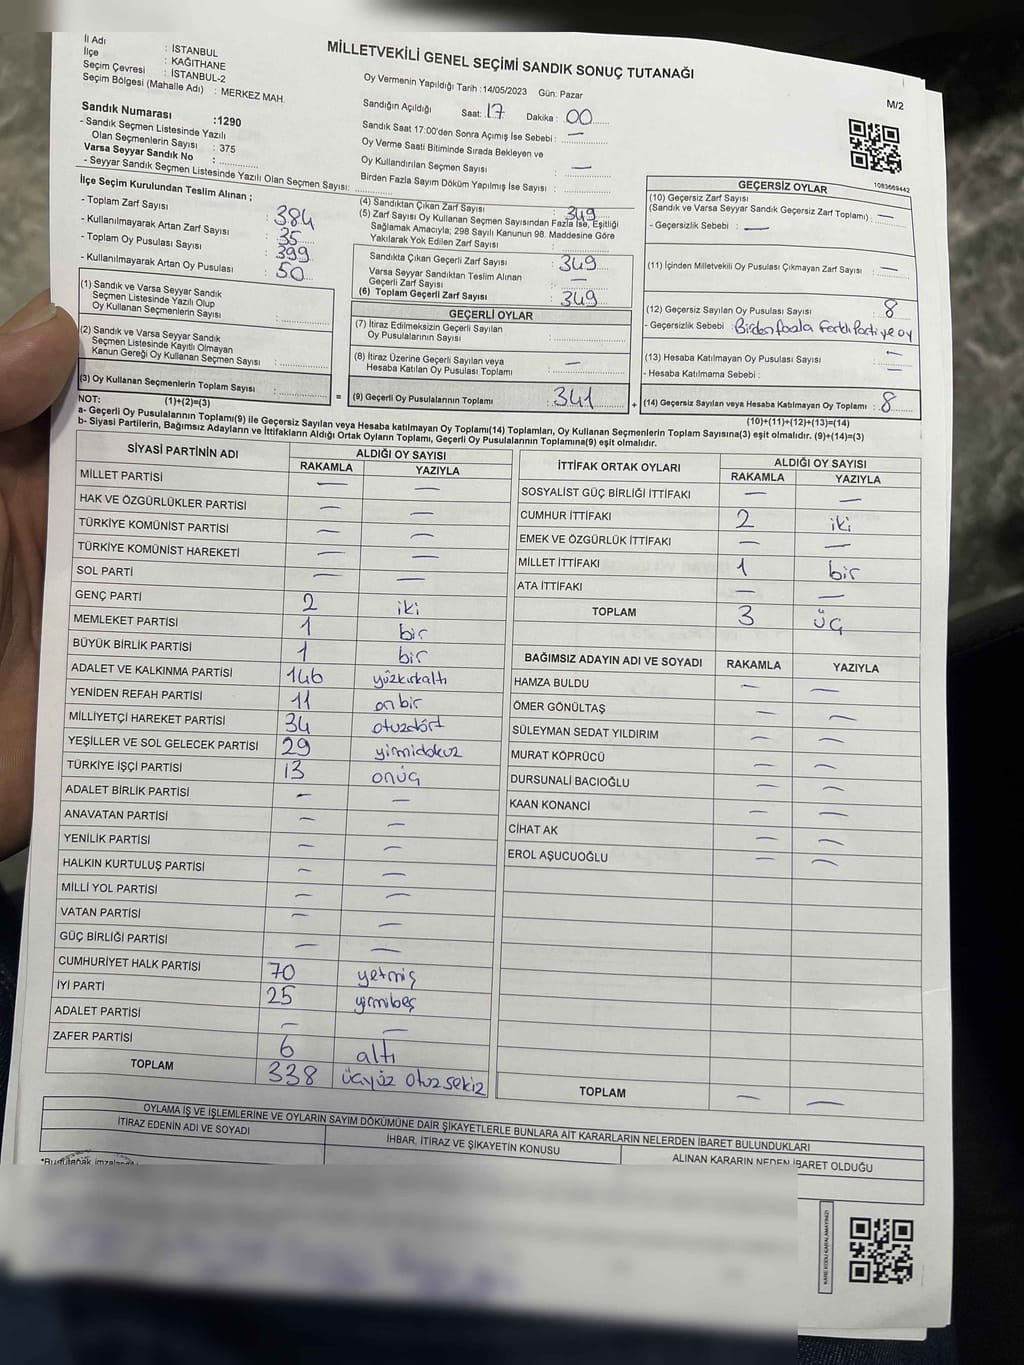 MİLLETVEKİLİ GENEL SEÇİMİ SANDIK SONUÇ TUTANAĞI
M/2
İl Adı : İSTANBUL
İlçe : KAĞITHANE
Seçim Çevresi : İSTANBUL-2
Seçim Bölgesi (Mahalle Adı) : MERKEZ MAH.
Sandık Numarası :1290
- Sandık Seçmen Listesinde Yazılı
Olan Seçmenlerin Sayısı : 375
Varsa Seyyar Sandık No :
- Seyyar Sandık Seçmen Listesinde Yazılı Olan Seçmen Sayısı:
Oy Vermenin Yapıldığı Tarih :14/05/2023 Gün: Pazar
Sandığın Açıldığı Saat: 17 Dakika : 00
Sandık Saat 17:00'den Sonra Açımış İse Sebebi : —
Oy Verme Saati Bitiminde Sırada Bekleyen ve
Oy Kullandırılan Seçmen Sayısı : —
Birden Fazla Sayım Döküm Yapılmış İse Sayısı :
İlçe Seçim Kurulundan Teslim Alınan ;
- Toplam Zarf Sayısı : 384
- Kullanılmayarak Artan Zarf Sayısı : 35
- Toplam Oy Pusulası Sayısı : 399
- Kullanılmayarak Artan Oy Pusulası : 50
(1) Sandık ve Varsa Seyyar Sandık
Seçmen Listesinde Yazılı Olup
Oy Kullanan Seçmenlerin Sayısı :
(2) Sandık ve Varsa Seyyar Sandık
Seçmen Listesinde Kayıtlı Olmayan
Kanun Gereği Oy Kullanan Seçmen Sayısı :
(3) Oy Kullanan Seçmenlerin Toplam Sayısı :
(1)+(2)=(3)
(4) Sandıktan Çıkan Zarf Sayısı : 349
(5) Zarf Sayısı Oy Kullanan Seçmen Sayısından Fazla İse, Eşitliği
Sağlamak Amacıyla; 298 Sayılı Kanunun 98. Maddesine Göre
Yakılarak Yok Edilen Zarf Sayısı :
Sandıkta Çıkan Geçerli Zarf Sayısı : 349
Varsa Seyyar Sandıktan Teslim Alınan
Geçerli Zarf Sayısı : —
(6) Toplam Geçerli Zarf Sayısı : 349
GEÇERLİ OYLAR
(7) İtiraz Edilmeksizin Geçerli Sayılan
Oy Pusulalarının Sayısı :
(8) İtiraz Üzerine Geçerli Sayılan veya
Hesaba Katılan Oy Pusulası Toplamı : —
= (9) Geçerli Oy Pusulalarının Toplamı : 341 +
GEÇERSİZ OYLAR
1083669442
(10) Geçersiz Zarf Sayısı
(Sandık ve Varsa Seyyar Sandık Geçersiz Zarf Toplamı) : —
- Geçersizlik Sebebi : —
(11) İçinden Milletvekili Oy Pusulası Çıkmayan Zarf Sayısı : —
(12) Geçersiz Sayılan Oy Pusulası Sayısı : 8
- Geçersizlik Sebebi : Birden fazla farklı Partiye oy
(13) Hesaba Katılmayan Oy Pusulası Sayısı : —
- Hesaba Katılmama Sebebi : —
(14) Geçersiz Sayılan veya Hesaba Katılmayan Oy Toplamı : 8
(10)+(11)+(12)+(13)=(14)
NOT:
a- Geçerli Oy Pusulalarının Toplamı(9) ile Geçersiz Sayılan veya Hesaba katılmayan Oy Toplamı(14) Toplamları, Oy Kullanan Seçmenlerin Toplam Sayısına(3) eşit olmalıdır. (9)+(14)=(3)
b- Siyasi Partilerin, Bağımsız Adayların ve İttifakların Aldığı Ortak Oyların Toplamı, Geçerli Oy Pusulalarının Toplamına(9) eşit olmalıdır.
SİYASİ PARTİNİN ADI ALDIĞI OY SAYISI
RAKAMLA YAZIYLA
MİLLET PARTİSİ — —
HAK VE ÖZGÜRLÜKLER PARTİSİ — —
TÜRKİYE KOMÜNİST PARTİSİ — —
TÜRKİYE KOMÜNİST HAREKETİ — —
SOL PARTİ — —
GENÇ PARTİ 2 iki
MEMLEKET PARTİSİ 1 bir
BÜYÜK BİRLİK PARTİSİ 1 bir
ADALET VE KALKINMA PARTİSİ 146 yüzkırkaltı
YENİDEN REFAH PARTİSİ 11 onbir
MİLLİYETÇİ HAREKET PARTİSİ 34 otuzdört
YEŞİLLER VE SOL GELECEK PARTİSİ 29 yirmidokuz
TÜRKİYE İŞÇİ PARTİSİ 13 onüç
ADALET BİRLİK PARTİSİ — —
ANAVATAN PARTİSİ — —
YENİLİK PARTİSİ — —
HALKIN KURTULUŞ PARTİSİ — —
MİLLİ YOL PARTİSİ — —
VATAN PARTİSİ — —
GÜÇ BİRLİĞİ PARTİSİ — —
CUMHURİYET HALK PARTİSİ 70 yetmiş
İYİ PARTİ 25 yirmibeş
ADALET PARTİSİ — —
ZAFER PARTİSİ 6 altı
TOPLAM 338 üçyüz otuzsekiz
İTTİFAK ORTAK OYLARI ALDIĞI OY SAYISI
RAKAMLA YAZIYLA
SOSYALİST GÜÇ BİRLİĞİ İTTİFAKI — —
CUMHUR İTTİFAKI 2 iki
EMEK VE ÖZGÜRLÜK İTTİFAKI — —
MİLLET İTTİFAKI 1 bir
ATA İTTİFAKI — —
TOPLAM 3 üç
BAĞIMSIZ ADAYIN ADI VE SOYADI RAKAMLA YAZIYLA
HAMZA BULDU — —
ÖMER GÖNÜLTAŞ — —
SÜLEYMAN SEDAT YILDIRIM — —
MURAT KÖPRÜCÜ — —
DURSUNALİ BACIOĞLU — —
KAAN KONANCİ — —
CİHAT AK — —
EROL AŞUCUOĞLU — —
TOPLAM — —
OYLAMA İŞ VE İŞLEMLERİNE VE OYLARIN SAYIM DÖKÜMÜNE DAİR ŞİKAYETLERLE BUNLARA AİT KARARLARIN NELERDEN İBARET BULUNDUKLARI
İTİRAZ EDENİN ADI VE SOYADI İHBAR, İTİRAZ VE ŞİKAYETİN KONUSU ALINAN KARARIN NEDEN İBARET OLDUĞU
KARE KODU KARALAMAYINIZ!